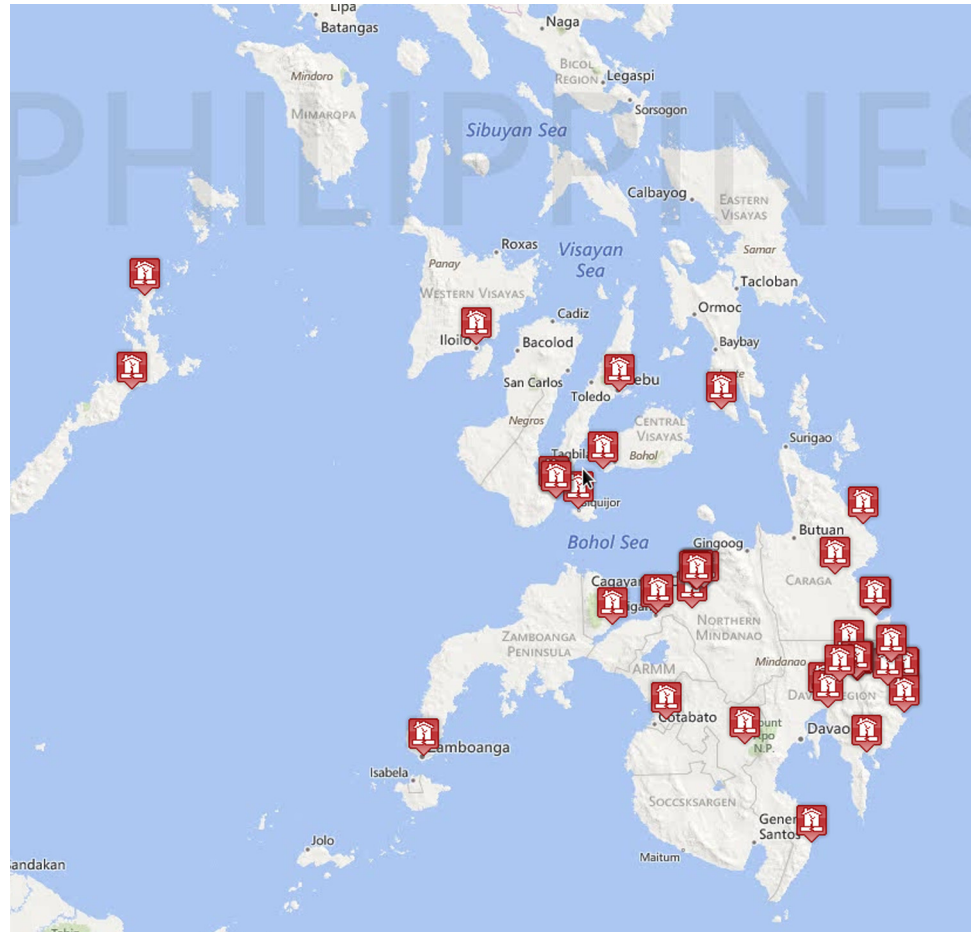 Lipa
Batangas
Naga
BICOL
REGION
Legaspi
Mindoro
MIMAROPA
Sorsogon
PHILIPPINES
Sibuyan Sea
Calbayog
EASTERN
VISAYAS
Roxas
Visayan
Sea
Samar
Panay
Tacloban
WESTERN VISAYAS
Ormoc
Cadiz
Iloilo
Bacolod
Baybay
San Carlos
Toledo
Negros
CENTRAL
VISAYAS
Surigao
Bohol
Butuan
Bohol Sea
Gingoog
CARAGA
NORTHERN
MINDANAO
ZAMBOANGA
PENINSULA
ARMM
Mindanao
Cotabato
Davao
N.P.
Isabela
SOCCSKSARGEN
Santos
Jolo
Maitum
andakan